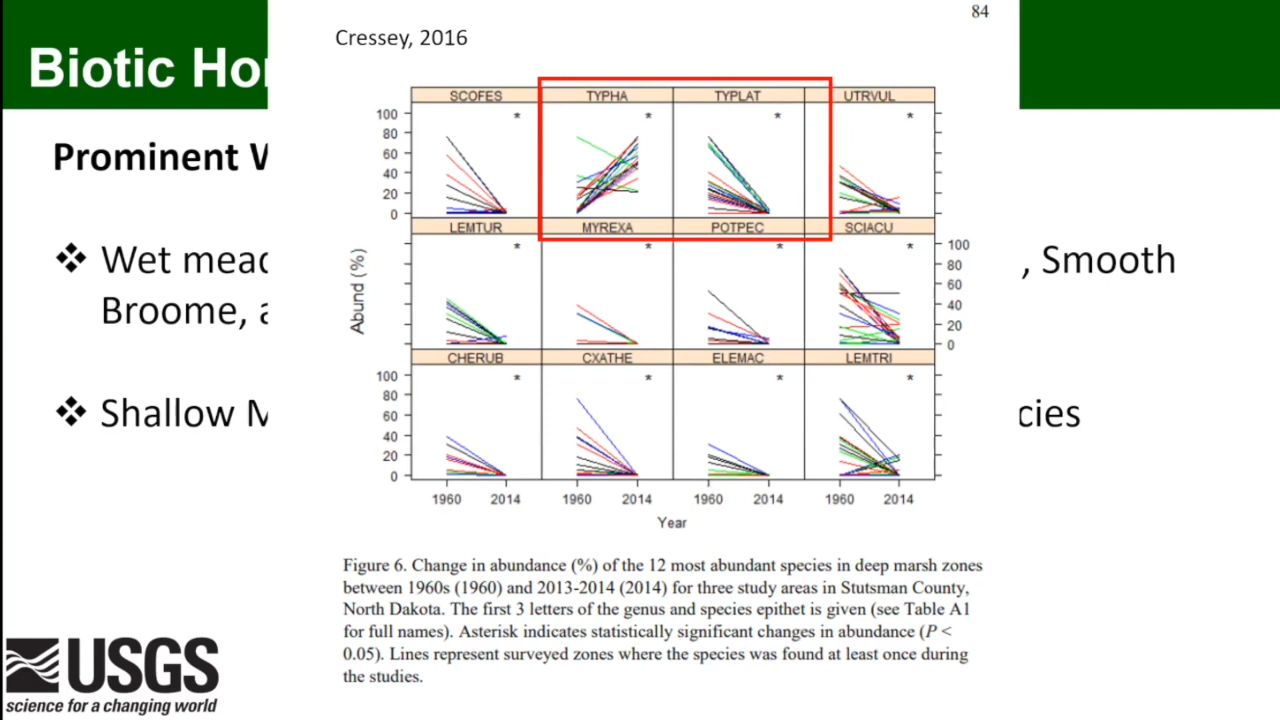 84
Cressey, 2016
Biotic Ho
Prominent
Wet mea
, Smooth
Broome, a
Shallow M
cies
SCOFES TYPHA TYPLAT UTRVUL
* * * *
100
80
60
40
20
0
LEMTUR MYREXA POTPEC SCIACU
* * * *
100
80
60
40
20
0
CHERUB CXATHE ELEMAC LEMTRI
* * * *
100
80
60
40
20
0
Abund (%)
1960 2014 1960 2014 1960 2014 1960 2014
Year
Figure 6. Change in abundance (%) of the 12 most abundant species in deep marsh zones
between 1960s (1960) and 2013-2014 (2014) for three study areas in Stutsman County,
North Dakota. The first 3 letters of the genus and species epithet is given (see Table A1
for full names). Asterisk indicates statistically significant changes in abundance (P <
0.05). Lines represent surveyed zones where the species was found at least once during
the studies.
USGS
science for a changing world